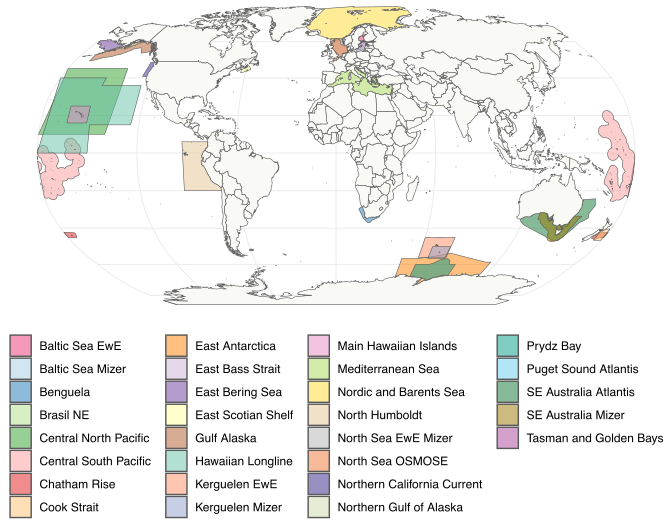 Baltic Sea EwE
Baltic Sea Mizer
Benguela
Brasil NE
Central North Pacific
Central South Pacific
Chatham Rise
Cook Strait
East Antarctica
East Bass Strait
East Bering Sea
East Scotian Shelf
Gulf Alaska
Hawaiian Longline
Kerguelen EwE
Kerguelen Mizer
Main Hawaiian Islands
Mediterranean Sea
Nordic and Barents Sea
North Humboldt
North Sea EwE Mizer
North Sea OSMOSE
Northern California Current
Northern Gulf of Alaska
Prydz Bay
Puget Sound Atlantis
SE Australia Atlantis
SE Australia Mizer
Tasman and Golden Bays